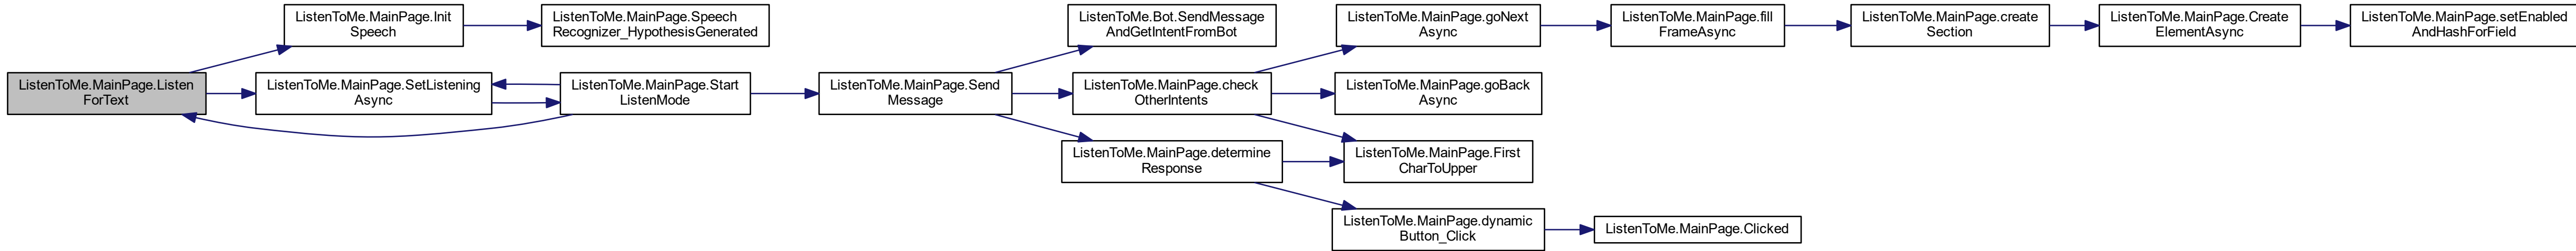 ListenToMe.MainPage.Listen
ForText
ListenToMe.MainPage.Init
Speech
ListenToMe.MainPage.Speech
Recognizer_HypothesisGenerated
ListenToMe.MainPage.SetListening
Async
ListenToMe.MainPage.Start
ListenMode
ListenToMe.MainPage.Send
Message
ListenToMe.Bot.SendMessage
AndGetIntentFromBot
ListenToMe.MainPage.check
OtherIntents
ListenToMe.MainPage.determine
Response
ListenToMe.MainPage.goNext
Async
ListenToMe.MainPage.goBack
Async
ListenToMe.MainPage.First
CharToUpper
ListenToMe.MainPage.dynamic
Button_Click
ListenToMe.MainPage.fill
FrameAsync
ListenToMe.MainPage.create
Section
ListenToMe.MainPage.Create
ElementAsync
ListenToMe.MainPage.setEnabled
AndHashForField
ListenToMe.MainPage.Clicked